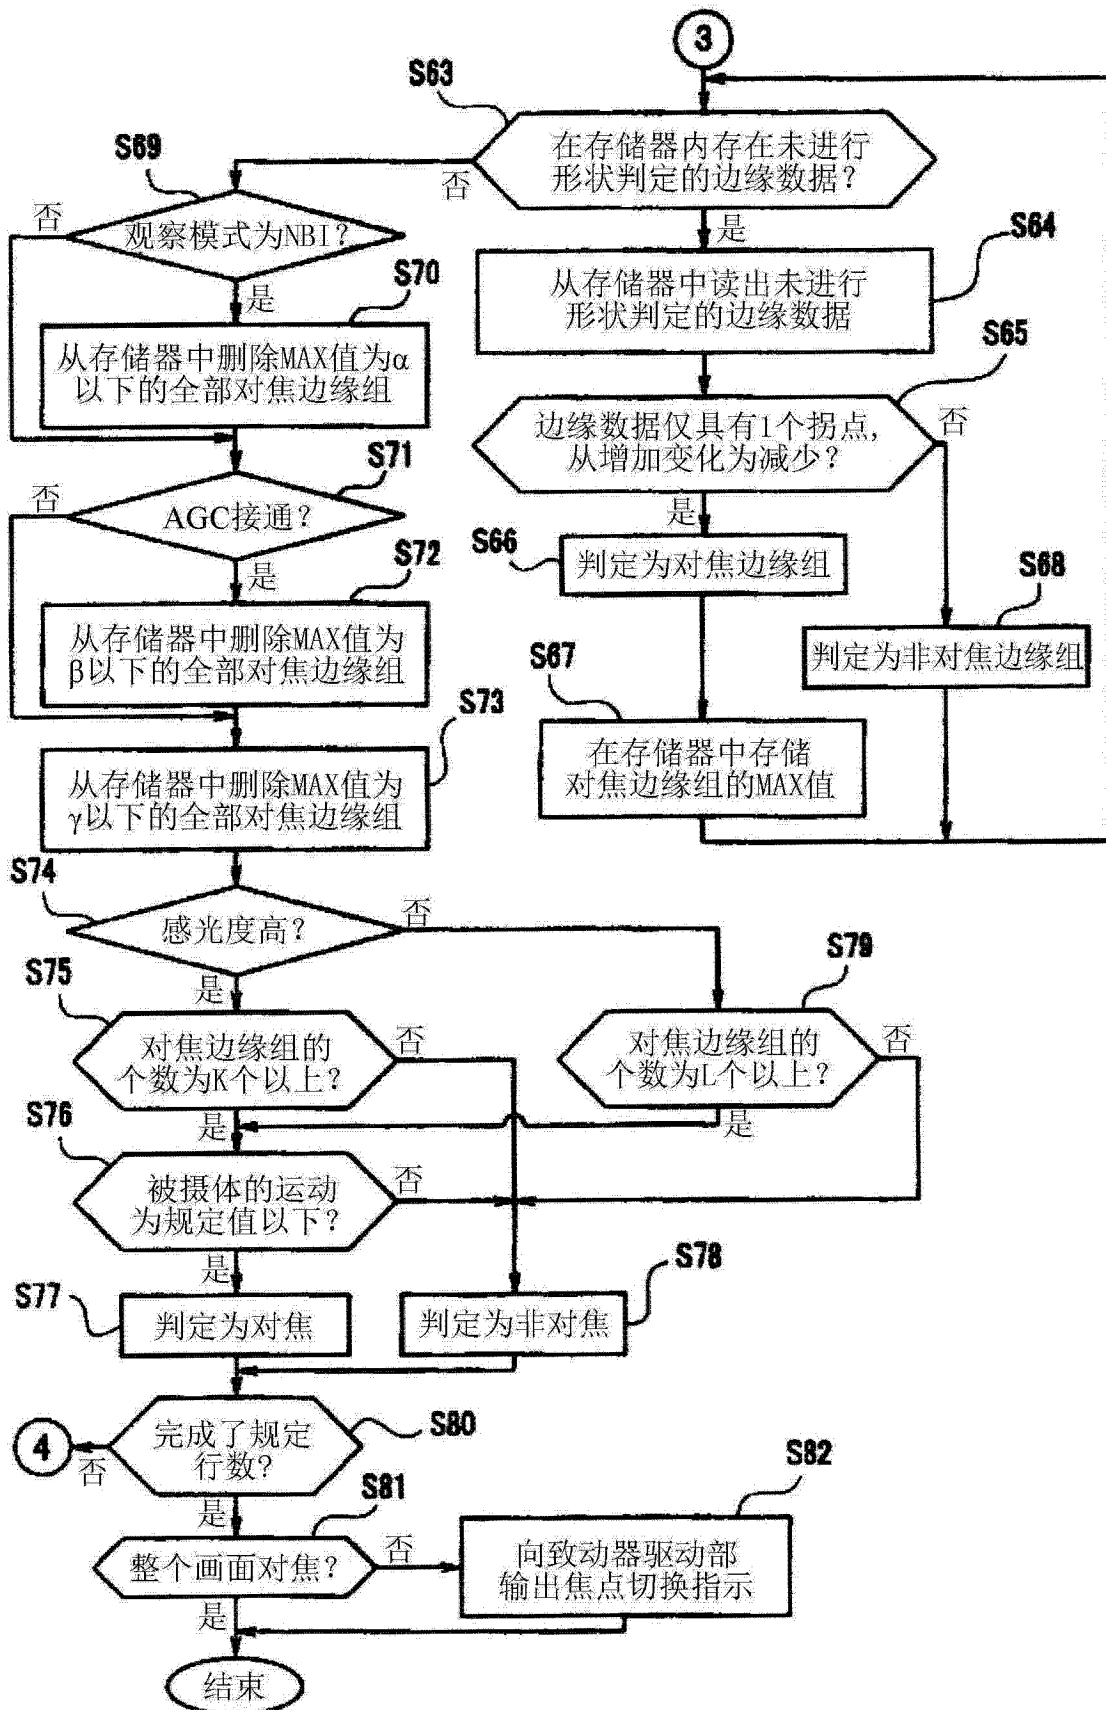 3
S63
在存储器内存在未进行
形状判定的边缘数据？
否
是
S64
从存储器中读出未进行
形状判定的边缘数据
S65
边缘数据仅具有1个拐点,
从增加变化为减少？
否
是
S66
判定为对焦边缘组
S68
判定为非对焦边缘组
S67
在存储器中存储
对焦边缘组的MAX值
S69
观察模式为NBI？
否
是
S70
从存储器中删除MAX值为α
以下的全部对焦边缘组
S71
AGC接通？
否
是
S72
从存储器中删除MAX值为
β以下的全部对焦边缘组
S73
从存储器中删除MAX值为
γ以下的全部对焦边缘组
S74
感光度高？
否
是
S75
对焦边缘组的
个数为K个以上？
否
是
S79
对焦边缘组的
个数为L个以上？
否
是
S76
被摄体的运动
为规定值以下？
否
是
S77
判定为对焦
S78
判定为非对焦
S80
完成了规定
行数?
否
4
是
S81
整个画面对焦？
否
是
S82
向致动器驱动部
输出焦点切换指示
结束